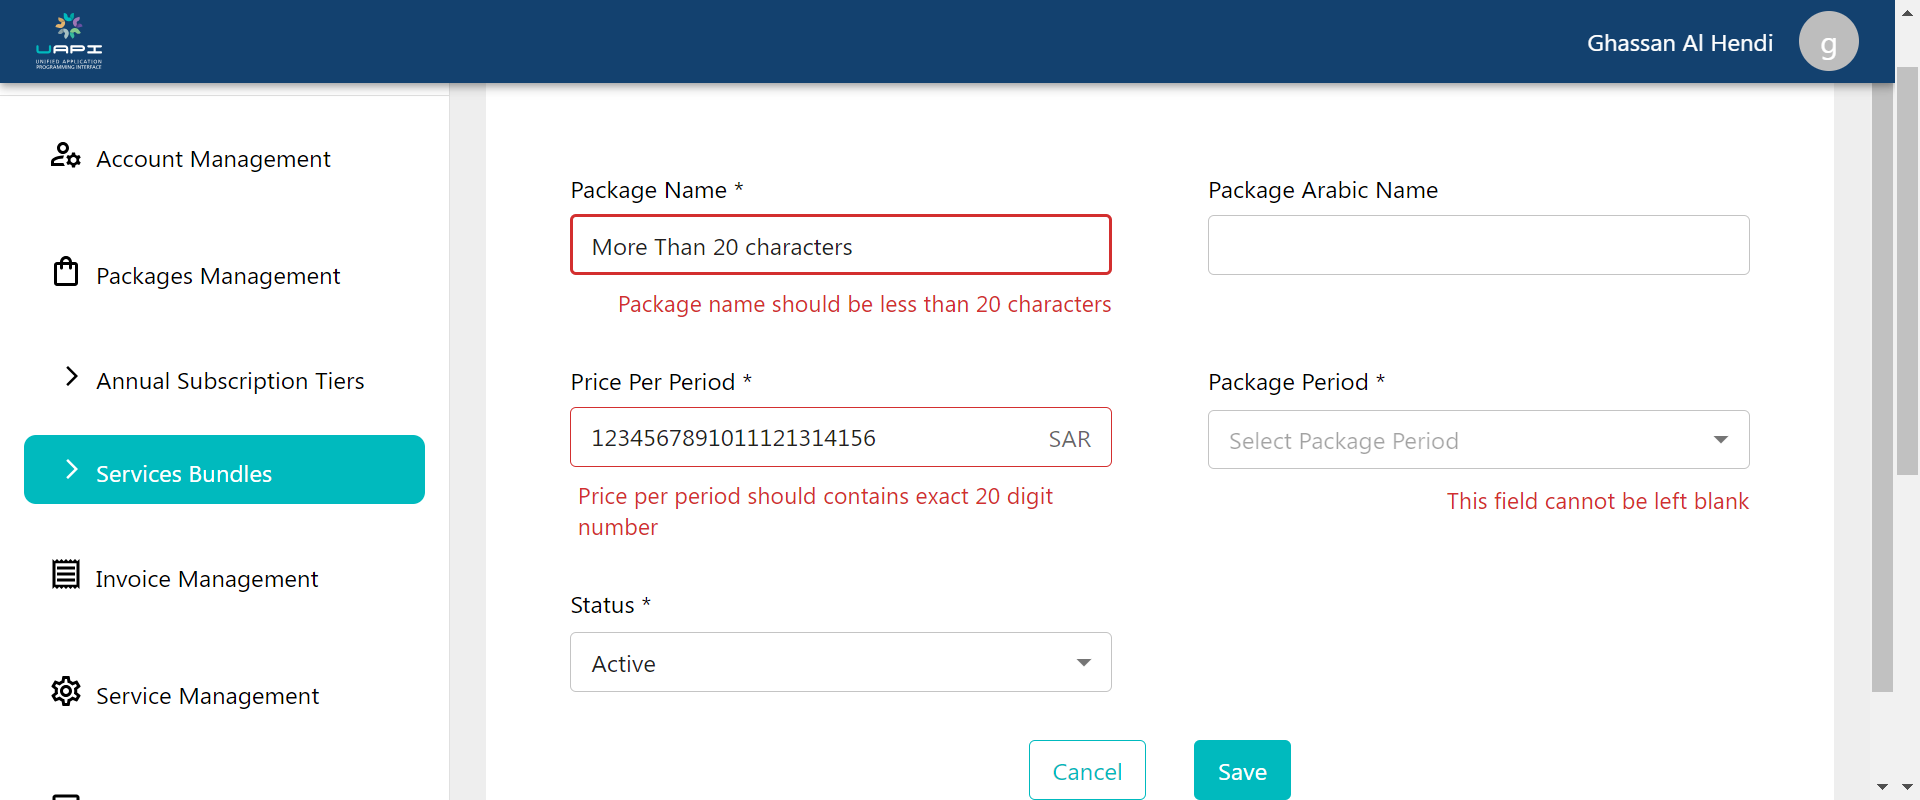 UAPI
UNIFIED APPLICATION
PROGRAMMING INTERFACE
Ghassan Al Hendi
g
Account Management
Packages Management
Annual Subscription Tiers
Services Bundles
Invoice Management
Service Management
Package Name *
More Than 20 characters
Package name should be less than 20 characters
Package Arabic Name
Price Per Period *
1234567891011121314156
SAR
Price per period should contains exact 20 digit
number
Package Period *
Select Package Period
This field cannot be left blank
Status *
Active
Cancel
Save